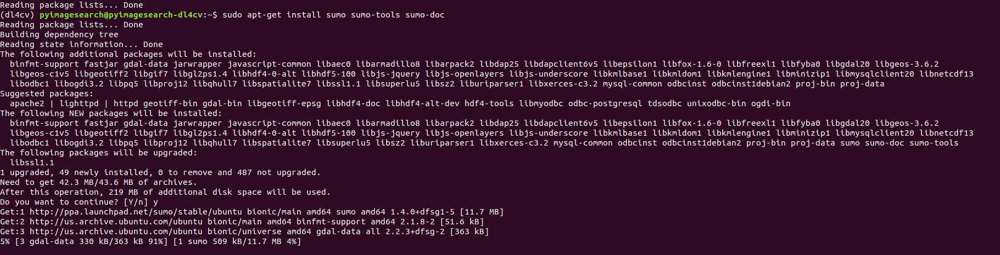 Reading package lists... Done
(dl4cv) pyimagesearch@pyimagesearch-dl4cv:~$ sudo apt-get install sumo sumo-tools sumo-doc
Reading package lists... Done
Building dependency tree
Reading state information... Done
The following additional packages will be installed:
  binfmt-support fastjar gdal-data jarwrapper javascript-common libaec0 libarmadillo8 libarpack2 libdap25 libdapclient6v5 libepsilon1 libfox-1.6-0 libfreexl1 libfyba0 libgdal20 libgeos-3.6.2
  libgeos-c1v5 libgeotiff2 libgif7 libgl2ps1.4 libhdf4-0-alt libhdf5-100 libjs-jquery libjs-openlayers libjs-underscore libkmlbase1 libkmldom1 libkmlengine1 libminizip1 libmysqlclient20 libnetcdf13
  libodbc1 libogdi3.2 libpq5 libproj12 libqhull7 libspatialite7 libssl1.1 libsuperlu5 libsz2 liburiparser1 libxerces-c3.2 mysql-common odbcinst odbcinst1debian2 proj-bin proj-data
Suggested packages:
  apache2 | lighttpd | httpd geotiff-bin gdal-bin libgeotiff-epsg libhdf4-doc libhdf4-alt-dev hdf4-tools libmyodbc odbc-postgresql tdsodbc unixodbc-bin ogdi-bin
The following NEW packages will be installed:
  binfmt-support fastjar gdal-data jarwrapper javascript-common libaec0 libarmadillo8 libarpack2 libdap25 libdapclient6v5 libepsilon1 libfox-1.6-0 libfreexl1 libfyba0 libgdal20 libgeos-3.6.2
  libgeos-c1v5 libgeotiff2 libgif7 libgl2ps1.4 libhdf4-0-alt libhdf5-100 libjs-jquery libjs-openlayers libjs-underscore libkmlbase1 libkmldom1 libkmlengine1 libminizip1 libmysqlclient20 libnetcdf13
  libodbc1 libogdi3.2 libpq5 libproj12 libqhull7 libspatialite7 libsuperlu5 libsz2 liburiparser1 libxerces-c3.2 mysql-common odbcinst odbcinst1debian2 proj-bin proj-data sumo sumo-doc sumo-tools
The following packages will be upgraded:
  libssl1.1
1 upgraded, 49 newly installed, 0 to remove and 487 not upgraded.
Need to get 42.3 MB/43.6 MB of archives.
After this operation, 219 MB of additional disk space will be used.
Do you want to continue? [Y/n] y
Get:1 http://ppa.launchpad.net/sumo/stable/ubuntu bionic/main amd64 sumo amd64 1.4.0+dfsg1-5 [11.7 MB]
Get:2 http://us.archive.ubuntu.com/ubuntu bionic/main amd64 binfmt-support amd64 2.1.8-2 [51.6 kB]
Get:3 http://us.archive.ubuntu.com/ubuntu bionic/universe amd64 gdal-data all 2.2.3+dfsg-2 [363 kB]
5% [3 gdal-data 330 kB/363 kB 91%] [1 sumo 509 kB/11.7 MB 4%]